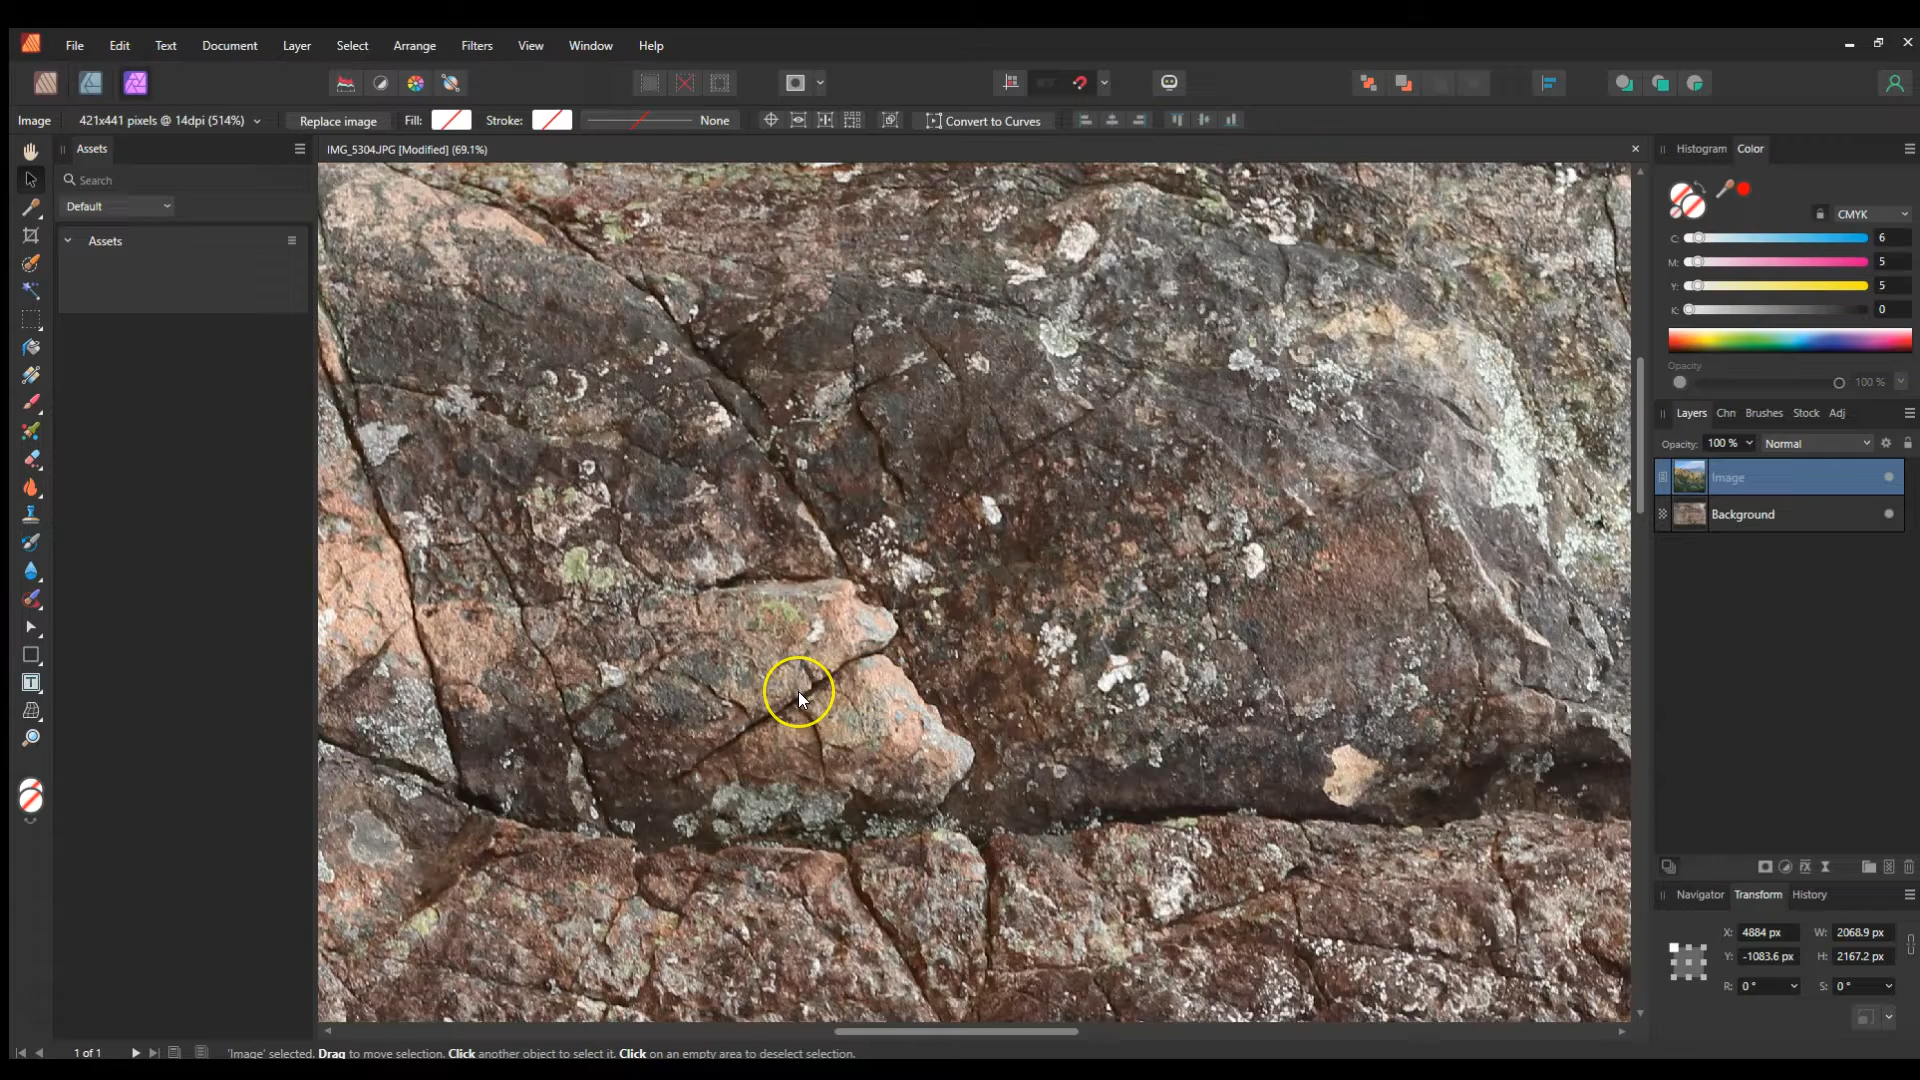 File Edit Text Document Layer Select Arrange Filters View Window Help
Image 421x441 pixels @ 14dpi (514%) Replace image Fill: Stroke: None Convert to Curves
Assets
IMG_5304.JPG [Modified] (69.1%)
Histogram Color
Search
Default
CMYK
Assets
C: 6
M: 5
Y: 5
K: 0
Opacity
100 %
Layers Chn Brushes Stock Adj
Opacity: 100 % Normal
Image
Background
Navigator Transform History
X: 4884 px W: 2068.9 px
Y: -1083.6 px H: 2167.2 px
R: 0 ° S: 0 °
1 of 1 'Image' selected. Drag to move selection. Click another object to select it. Click on an empty area to deselect selection.